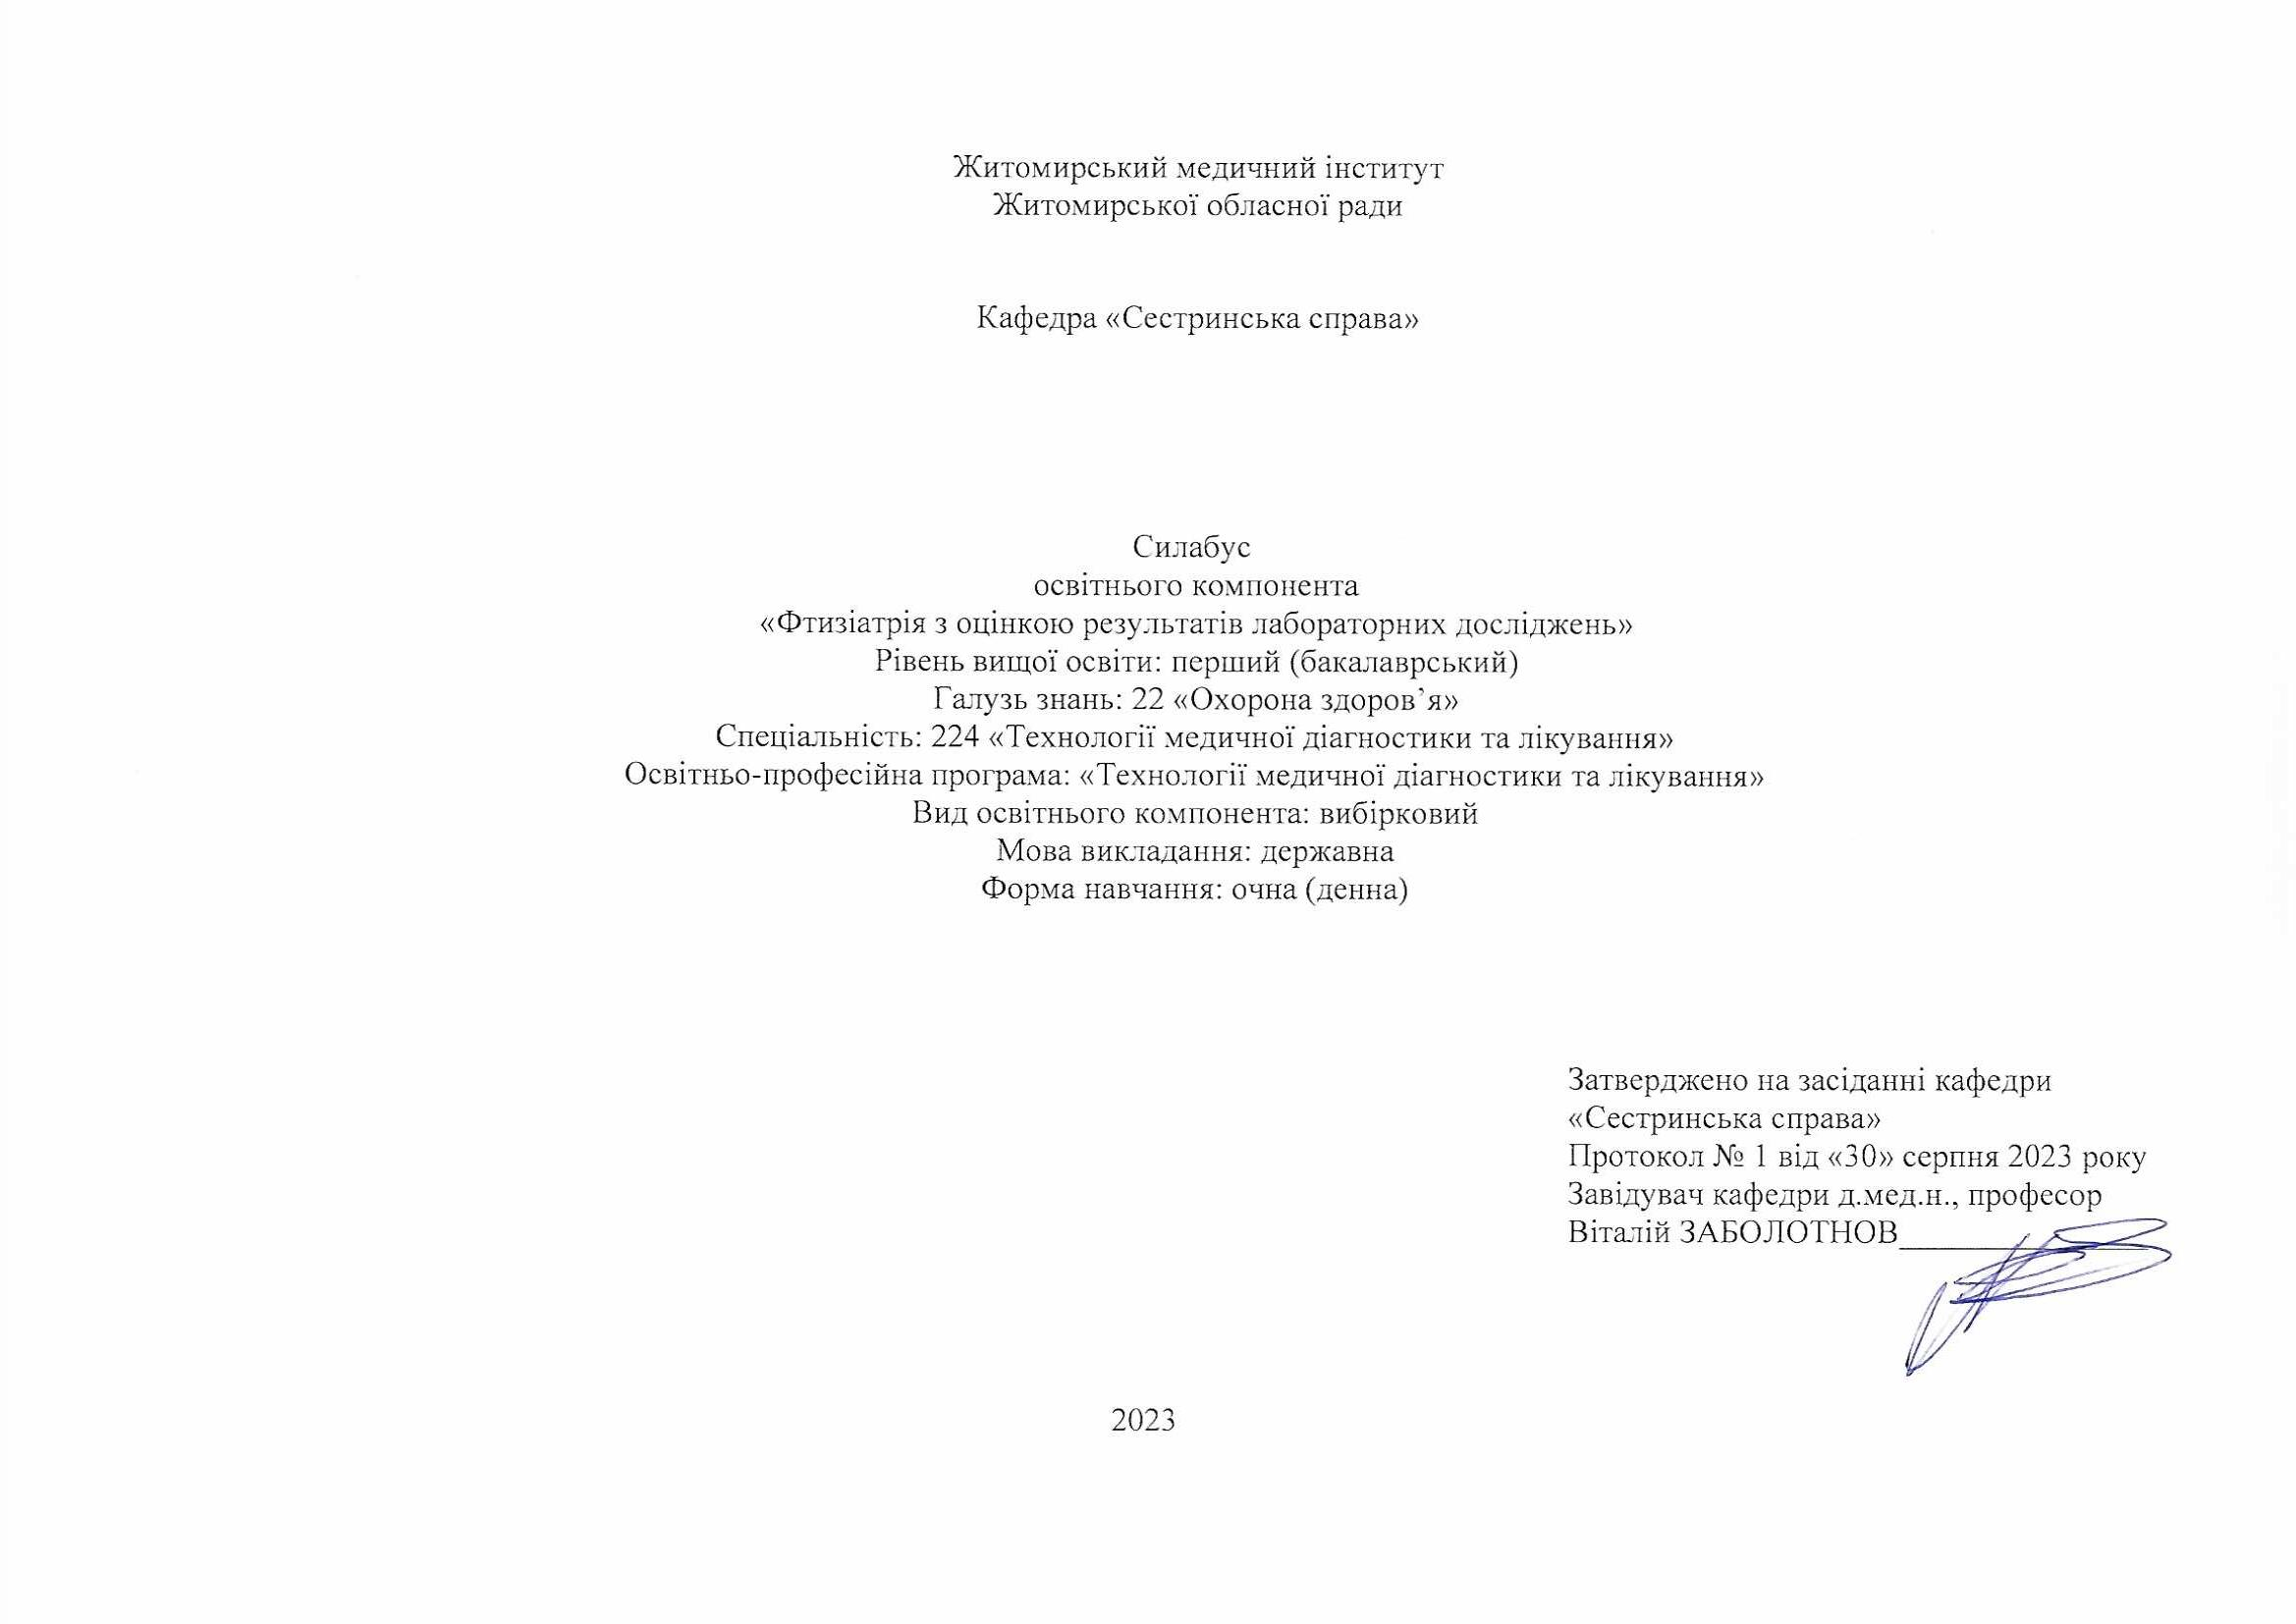 Житомирський медичний інститут
Житомирської обласної ради
Кафедра «Сестринська справа»
Силабус
освітнього компонента
«Фтизіатрія з оцінкою результатів лабораторних досліджень»
Рівень вищої освіти: перший (бакалаврський)
Галузь знань: 22 «Охорона здоров’я»
Спеціальність: 224 «Технології медичної діагностики та лікування»
Освітньо-професійна програма: «Технології медичної діагностики та лікування»
Вид освітнього компонента: вибірковий
Мова викладання: державна
Форма навчання: очна (денна)
Затверджено на засіданні кафедри
«Сестринська справа»
Протокол № 1 від «30» серпня 2023 року
Завідувач кафедри д.мед.н., професор
Віталій ЗАБОЛОТНОВ
2023